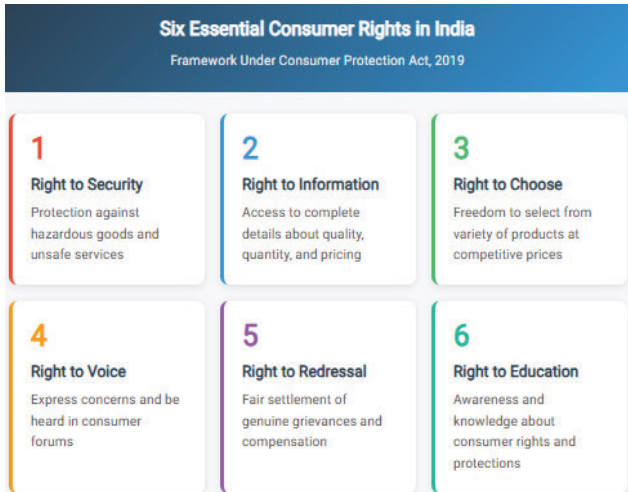 Six Essential Consumer Rights in India
Framework Under Consumer Protection Act, 2019
1
Right to Security
Protection against
hazardous goods and
unsafe services
2
Right to Information
Access to complete
details about quality,
quantity, and pricing
3
Right to Choose
Freedom to select from
variety of products at
competitive prices
4
Right to Voice
Express concerns and be
heard in consumer
forums
5
Right to Redressal
Fair settlement of
genuine grievances and
compensation
6
Right to Education
Awareness and
knowledge about
consumer rights and
protections